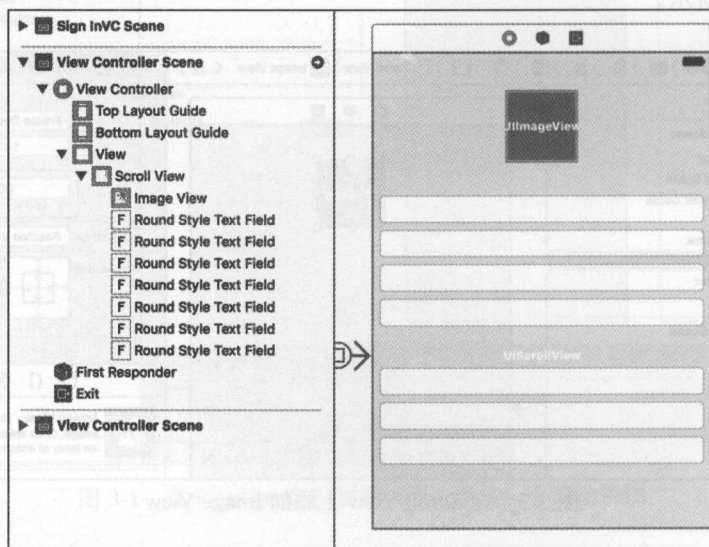 Sign InVC Scene
View Controller Scene
View Controller
Top Layout Guide
Bottom Layout Guide
View
Scroll View
Image View
F Round Style Text Field
F Round Style Text Field
F Round Style Text Field
F Round Style Text Field
F Round Style Text Field
F Round Style Text Field
F Round Style Text Field
First Responder
Exit
View Controller Scene
UIImageView
UIScrollView